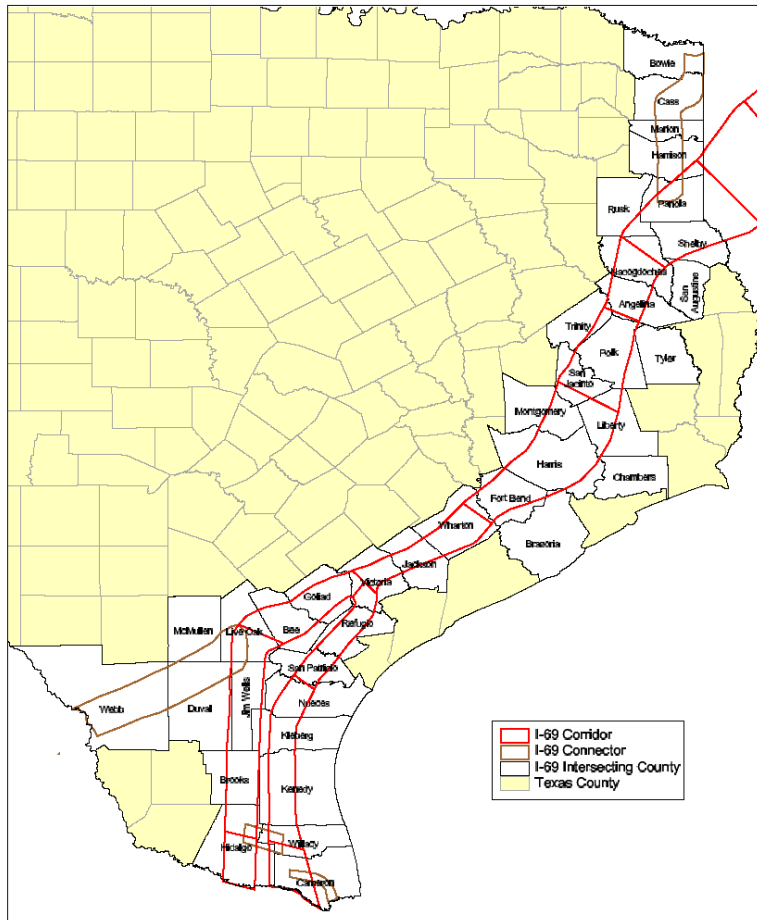 Bowie
Cass
Marion
Harrison
Rusk
Panola
Shelby
Nacogdoches
San
Augustine
Angelina
Trinity
Polk
Tyler
San
Jacinto
Montgomery
Liberty
Harris
Chambers
Fort Bend
Wharton
Brazoria
Jackson
Victoria
Goliad
McMullen
Live Oak
Bee
Refugio
San Patricio
Webb
Duval
Jim Wells
Nueces
Kleberg
Brooks
Kenedy
Hidalgo
Willacy
Cameron
I-69 Corridor
I-69 Connector
I-69 Intersecting County
Texas County